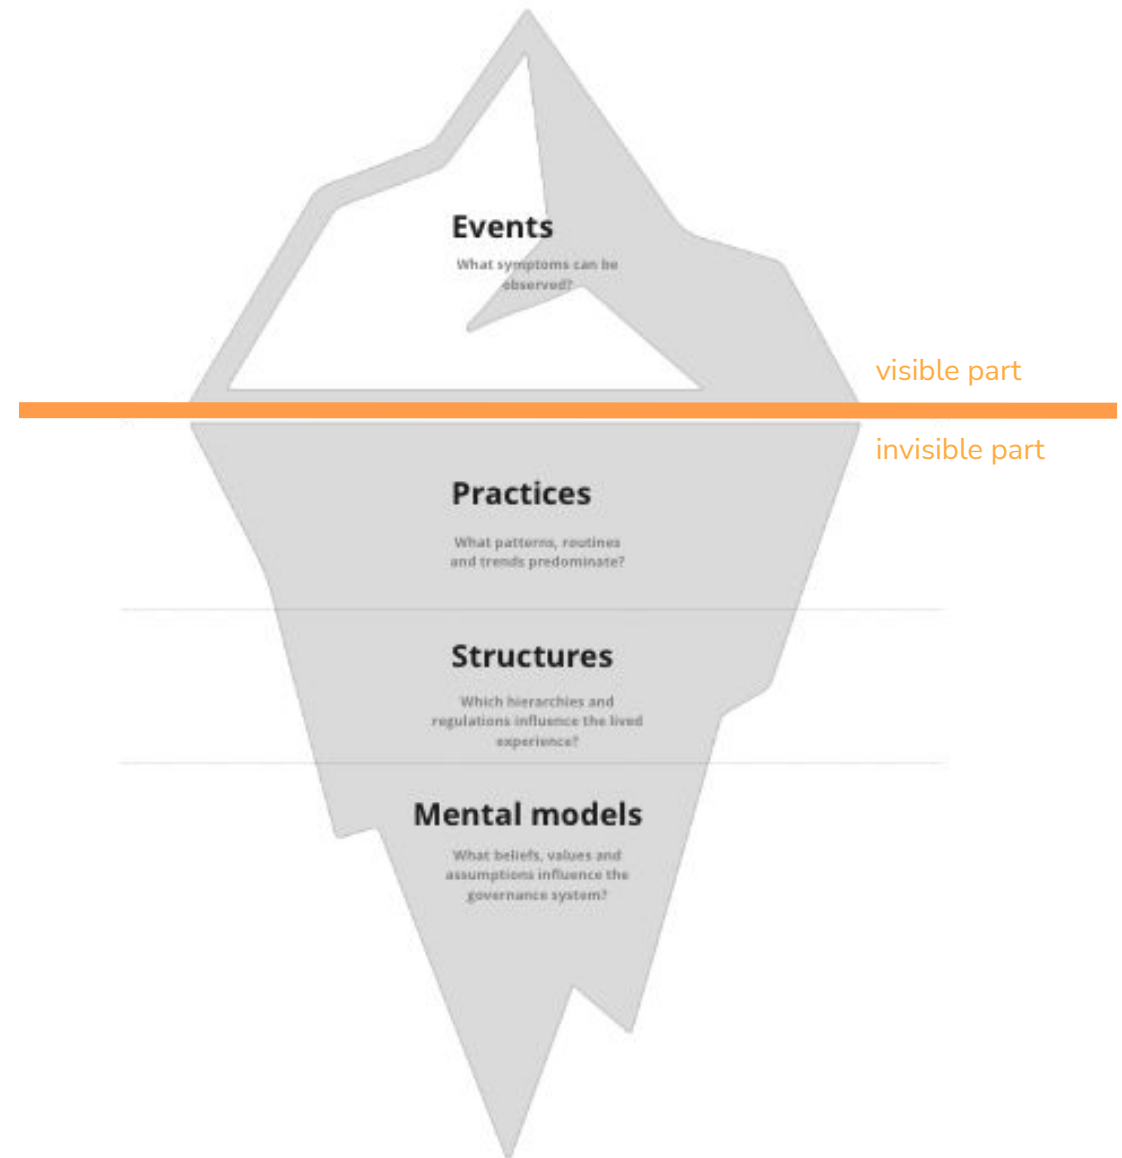 Events
What symptoms can be
observed?
visible part
invisible part
Practices
What patterns, routines
and trends predominate?
Structures
Which hierarchies and
regulations influence the lived
experience?
Mental models
What beliefs, values and
assumptions influence the
governance system?